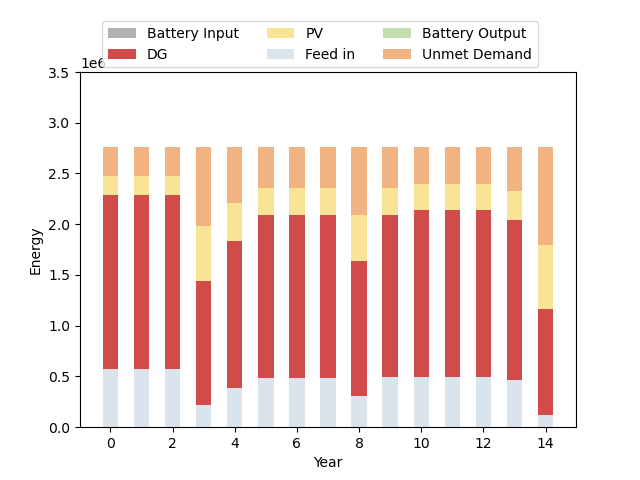 Battery Input PV Battery Output
DG Feed in Unmet Demand
1e6
3.5
3.0
2.5
2.0
1.5
1.0
0.5
0.0
Energy
0 2 4 6 8 10 12 14
Year